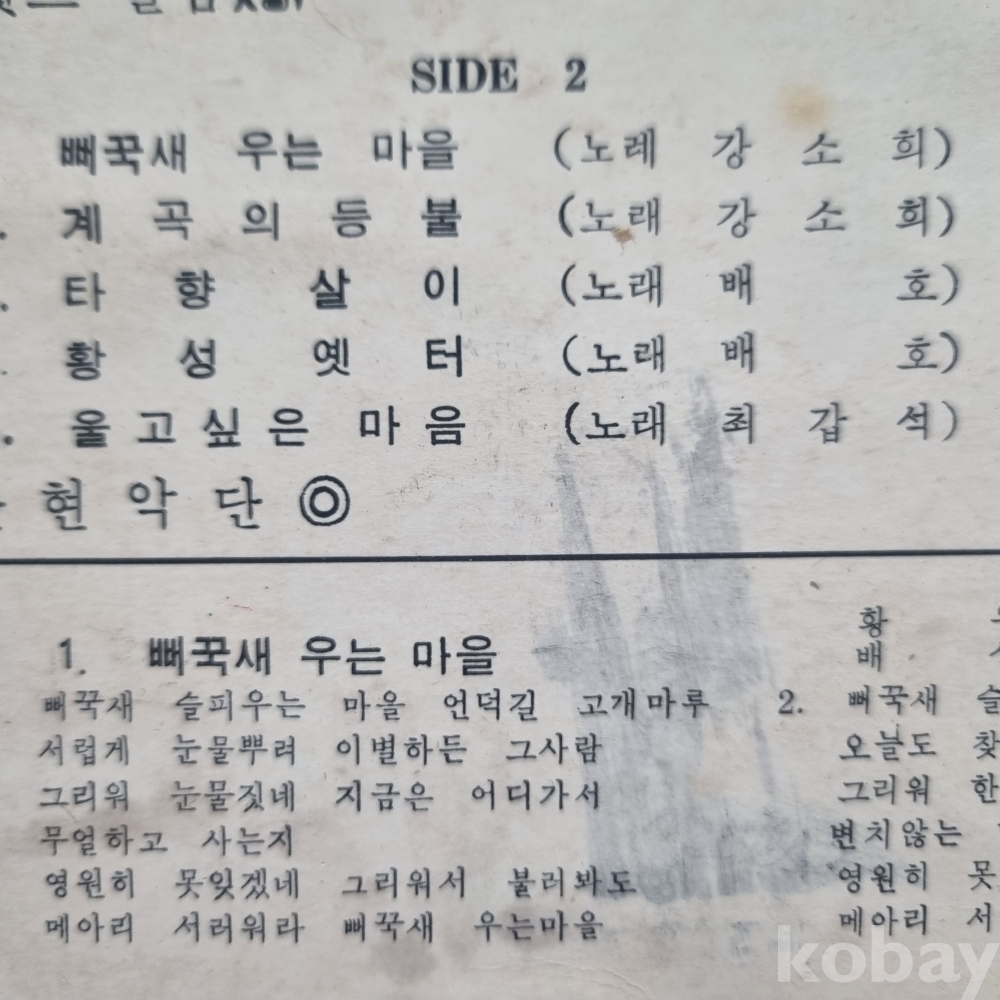 SIDE 2
뻐꾹새 우는 마을 (노레 강 소 희)
계 곡 의 등 불 (노래 강 소 희)
타 향 살 이 (노래 배 호)
황 성 옛 터 (노래 배 호)
울 고 싶 은 마 음 (노래 최 갑 석)
현 악 단 ◎
1. 뻐꾹새 우는 마을
뻐꾹새 슬피우는 마을 언덕길 고개마루
서럽게 눈물뿌려 이별하든 그사람
그리워 눈물짓네 지금은 어디가서
무얼하고 사는지
영원히 못잊겠네 그리워서 불러봐도
메아리 서러워라 뻐꾹새 우는마을
황
배
2. 뻐꾹새 슬
오늘도 찾
그리워 한
변치않는
영원히 못
메아리 서
kobay